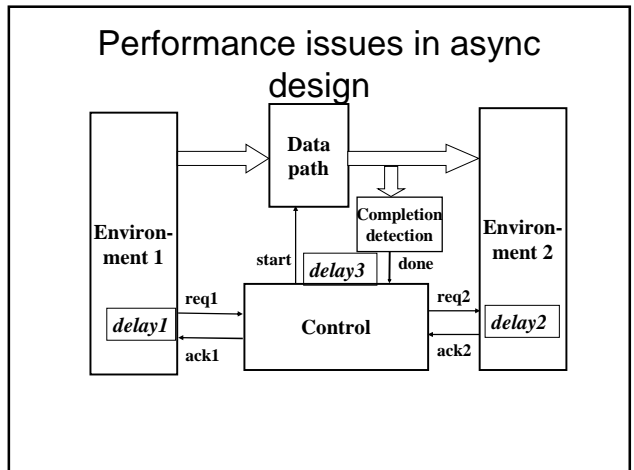 Performance issues in async
design
Data
path
Completion
detection
Environ-
ment 1
Environ-
ment 2
start
delay3
done
req1
req2
delay1
Control
delay2
ack1
ack2